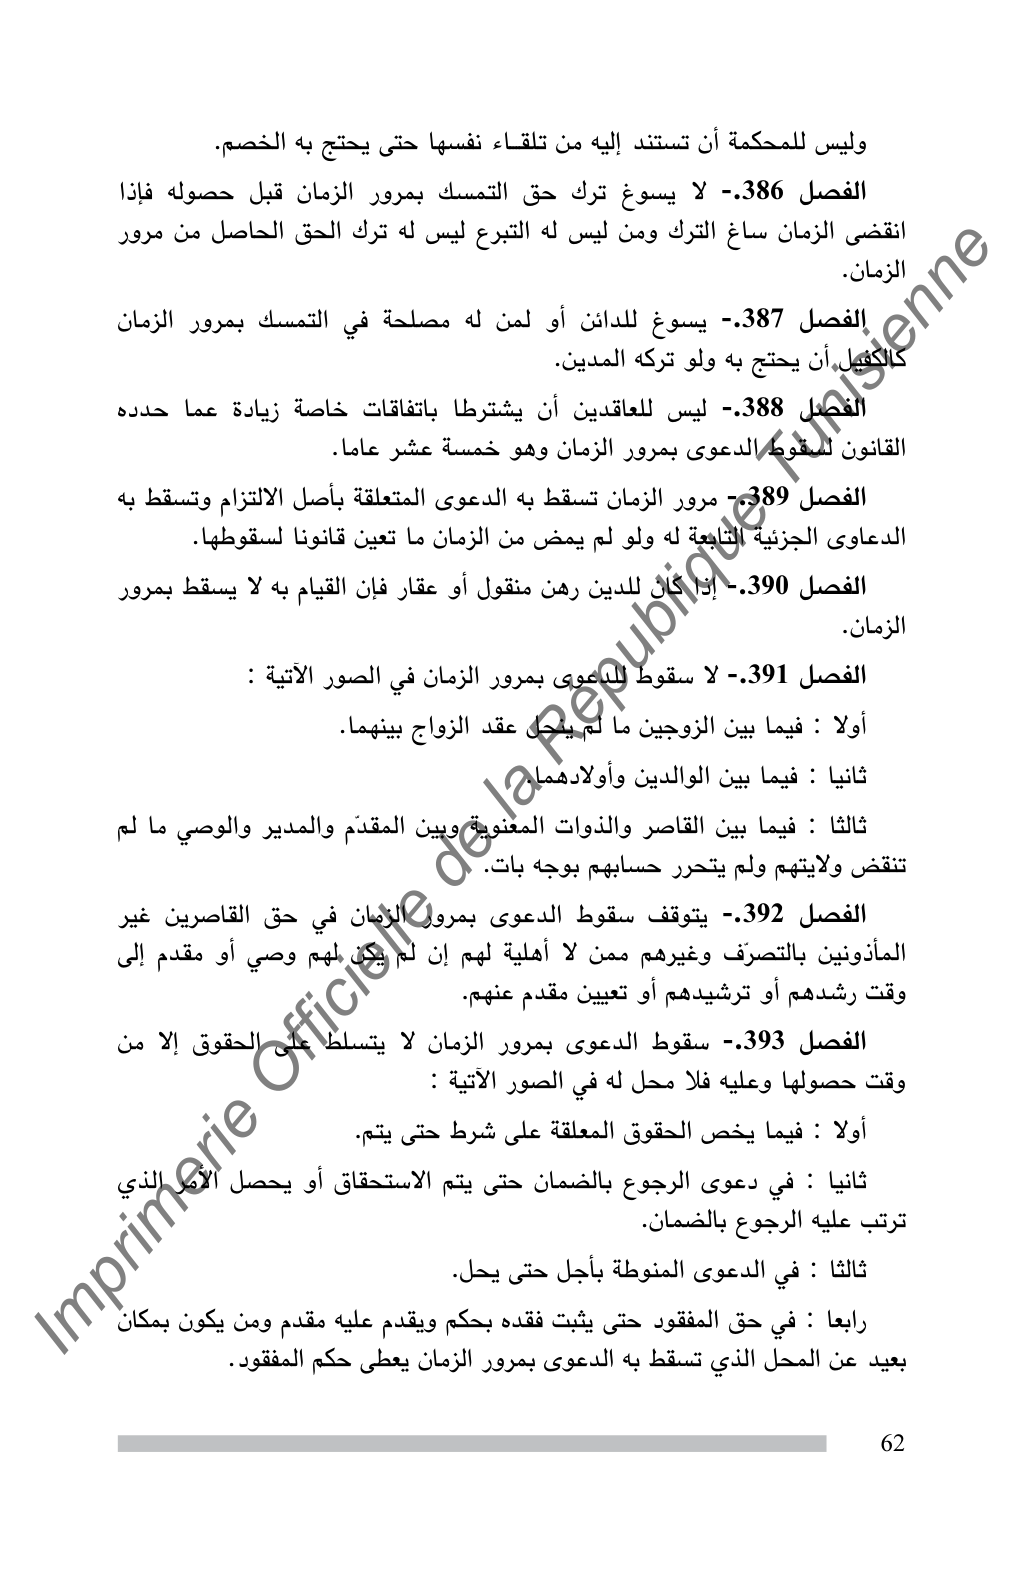 وليس للمحكمة أن تستند إليه من تلقاء نفسها حتى يحتج به الخصم.
الفصل 386.- لا يسوغ ترك حق التمسك بمرور الزمان قبل حصوله فإذا
انقضى الزمان ساغ الترك ومن ليس له التبرع ليس له ترك الحق الحاصل من مرور
الزمان.
الفصل 387.- يسوغ للدائن أو لمن له مصلحة في التمسك بمرور الزمان
كالكفيل أن يحتج به ولو تركه المدين.
الفصل 388.- ليس للعاقدين أن يشترطا باتفاقات خاصة زيادة عما حدده
القانون لسقوط الدعوى بمرور الزمان وهو خمسة عشر عاما.
الفصل 389.- مرور الزمان تسقط به الدعوى المتعلقة بأصل الالتزام وتسقط به
الدعاوى الجزئية التابعة له ولو لم يمض من الزمان ما تعين قانونا لسقوطها.
الفصل 390.- إذا كان للدين رهن منقول أو عقار فإن القيام به لا يسقط بمرور
الزمان.
الفصل 391.- لا سقوط للدعوى بمرور الزمان في الصور الآتية :
أولا : فيما بين الزوجين ما لم ينحل عقد الزواج بينهما.
ثانيا : فيما بين الوالدين وأولادهما.
ثالثا : فيما بين القاصر والذوات المعنوية وبين المقدّم والمدير والوصي ما لم
تنقض ولايتهم ولم يتحرر حسابهم بوجه بات.
الفصل 392.- يتوقف سقوط الدعوى بمرور الزمان في حق القاصرين غير
المأذونين بالتصرّف وغيرهم ممن لا أهلية لهم إن لم يكن لهم وصي أو مقدم إلى
وقت رشدهم أو ترشيدهم أو تعيين مقدم عنهم.
الفصل 393.- سقوط الدعوى بمرور الزمان لا يتسلط على الحقوق إلا من
وقت حصولها وعليه فلا محل له في الصور الآتية :
أولا : فيما يخص الحقوق المعلقة على شرط حتى يتم.
ثانيا : في دعوى الرجوع بالضمان حتى يتم الاستحقاق أو يحصل الأمر الذي
ترتب عليه الرجوع بالضمان.
ثالثا : في الدعوى المنوطة بأجل حتى يحل.
رابعا : في حق المفقود حتى يثبت فقده بحكم ويقدم عليه مقدم ومن يكون بمكان
بعيد عن المحل الذي تسقط به الدعوى بمرور الزمان يعطى حكم المفقود.
62
Imprimerie Officielle de la République Tunisienne